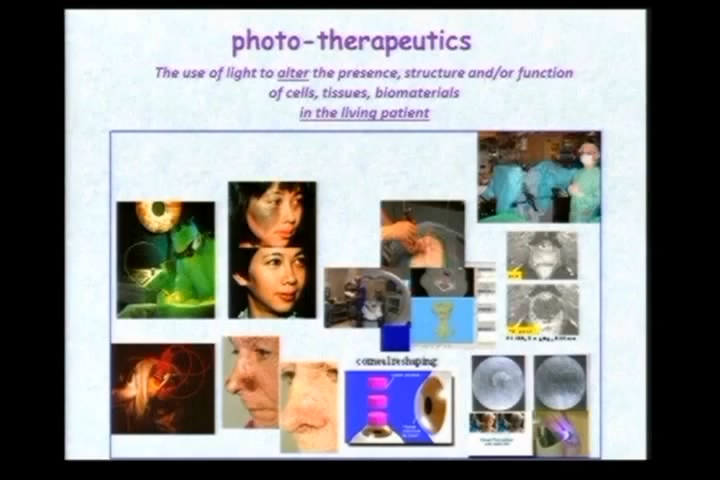 photo-therapeutics
The use of light to alter the presence, structure and/or function
of cells, tissues, biomaterials
in the living patient
corneal reshaping